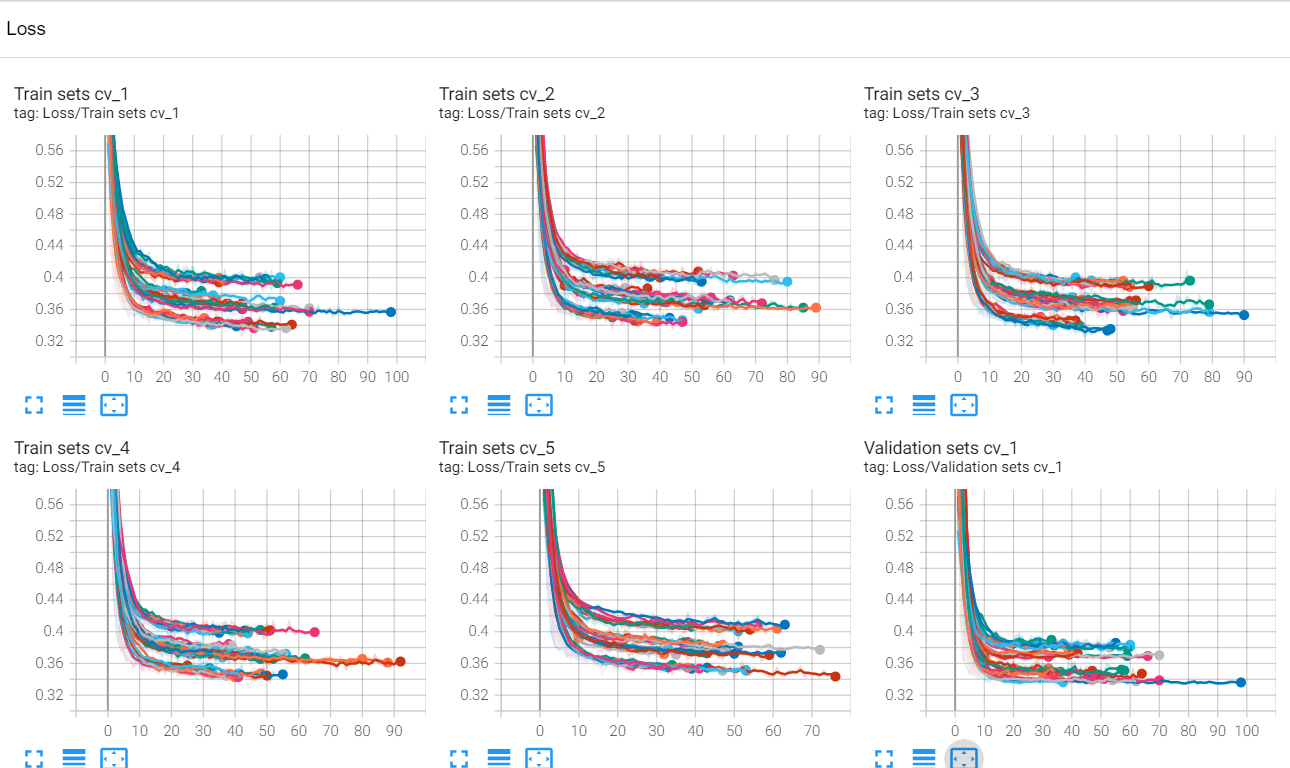 Loss
Train sets cv_1
tag: Loss/Train sets cv_1
0.56
0.52
0.48
0.44
0.4
0.36
0.32
0 10 20 30 40 50 60 70 80 90 100
Train sets cv_2
tag: Loss/Train sets cv_2
0.56
0.52
0.48
0.44
0.4
0.36
0.32
0 10 20 30 40 50 60 70 80 90
Train sets cv_3
tag: Loss/Train sets cv_3
0.56
0.52
0.48
0.44
0.4
0.36
0.32
0 10 20 30 40 50 60 70 80 90
Train sets cv_4
tag: Loss/Train sets cv_4
0.56
0.52
0.48
0.44
0.4
0.36
0.32
0 10 20 30 40 50 60 70 80 90
Train sets cv_5
tag: Loss/Train sets cv_5
0.56
0.52
0.48
0.44
0.4
0.36
0.32
0 10 20 30 40 50 60 70
Validation sets cv_1
tag: Loss/Validation sets cv_1
0.56
0.52
0.48
0.44
0.4
0.36
0.32
0 10 20 30 40 50 60 70 80 90 100